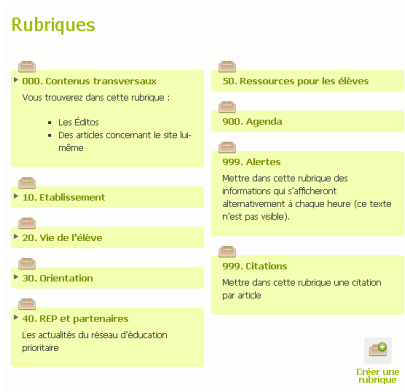 Rubriques
000. Contenus transversaux
Vous trouverez dans cette rubrique :
Les Éditos
Des articles concernant le site lui-
même
10. Etablissement
20. Vie de l'élève
30. Orientation
40. REP et partenaires
Les actualités du réseau d'éducation
prioritaire
50. Ressources pour les élèves
900. Agenda
999. Alertes
Mettre dans cette rubrique des
informations qui s'afficheront
alternativement à chaque heure (ce texte
n'est pas visible).
999. Citations
Mettre dans cette rubrique une citation
par article
Créer une
rubrique